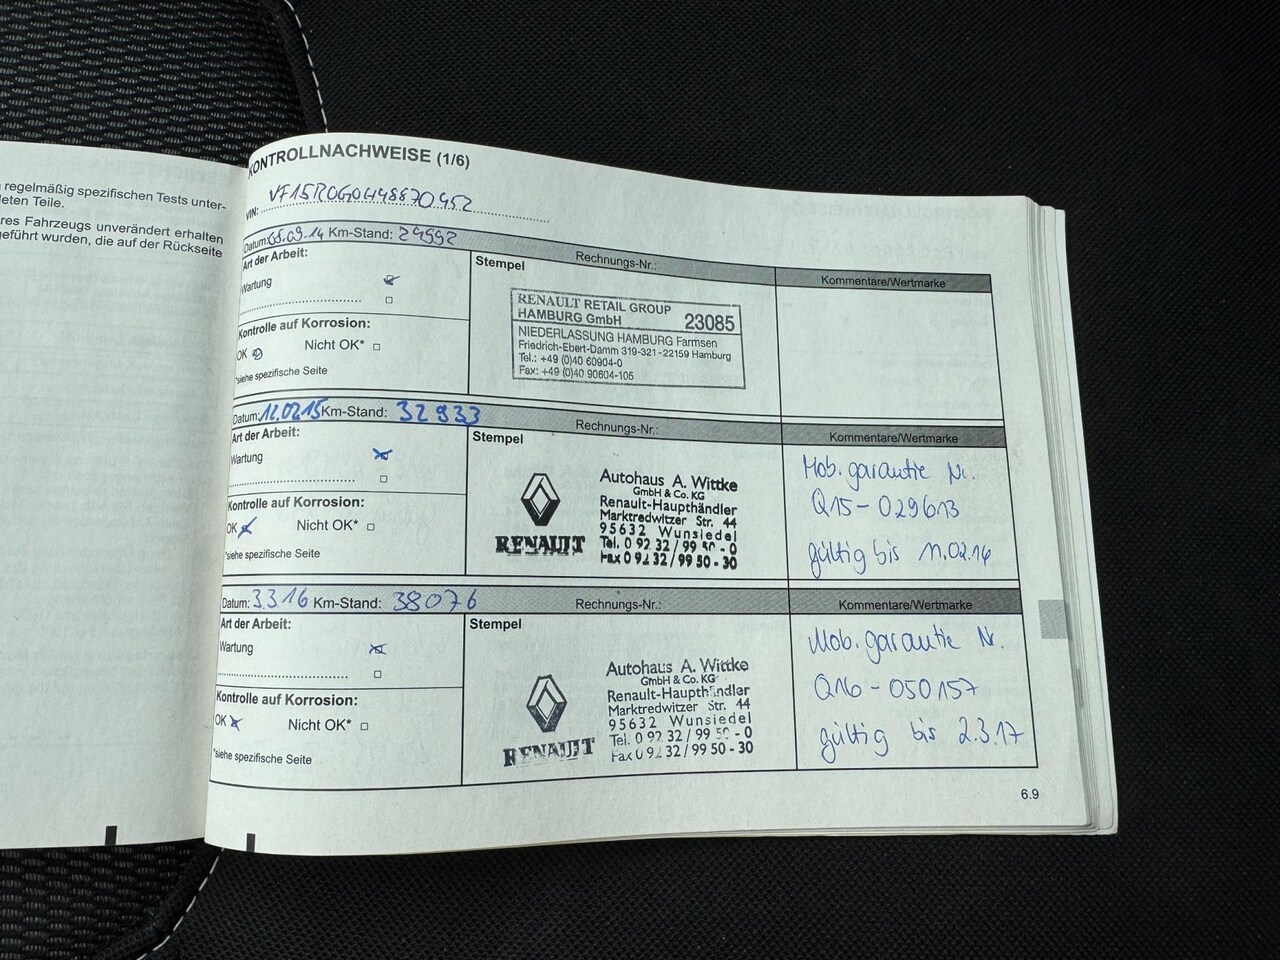 regelmäßig spezifischen Tests unter-
leten Teile.
res Fahrzeugs unverändert erhalten
geführt wurden, die auf der Rückseite
KONTROLLNACHWEISE (1/6)
VIN: VF15R0G0H48870452
Datum: 05.09.14 Km-Stand: 29992 Rechnungs-Nr.:
Art der Arbeit:
Wartung
Kontrolle auf Korrosion:
OK Nicht OK*
*siehe spezifische Seite
Stempel
RENAULT RETAIL GROUP
HAMBURG GmbH 23085
NIEDERLASSUNG HAMBURG Farmsen
Friedrich-Ebert-Damm 319-321 - 22159 Hamburg
Tel.: +49 (0)40 60904-0
Fax: +49 (0)40 90604-105
Kommentare/Wertmarke
Datum: 12.02.15 Km-Stand: 32933 Rechnungs-Nr.:
Art der Arbeit:
Wartung
Kontrolle auf Korrosion:
OK Nicht OK*
*siehe spezifische Seite
Stempel
RENAULT
Autohaus A. Wittke
GmbH & Co. KG
Renault-Haupthändler
Marktredwitzer Str. 44
95632 Wunsiedel
Tel. 0 92 32 / 99 50 - 0
Fax 0 92 32 / 99 50 - 30
Kommentare/Wertmarke
Mob. garantie Nr.
Q15 - 029613
gültig bis 11.02.16
Datum: 3.3.16 Km-Stand: 38076 Rechnungs-Nr.:
Art der Arbeit:
Wartung
Kontrolle auf Korrosion:
OK Nicht OK*
*siehe spezifische Seite
Stempel
RENAULT
Autohaus A. Wittke
GmbH & Co. KG
Renault-Haupthändler
Marktredwitzer Str. 44
95632 Wunsiedel
Tel. 0 92 32 / 99 50 - 0
Fax 0 92 32 / 99 50 - 30
Kommentare/Wertmarke
Mob. garantie Nr.
Q16 - 050157
gültig bis 2.3.17
6.9